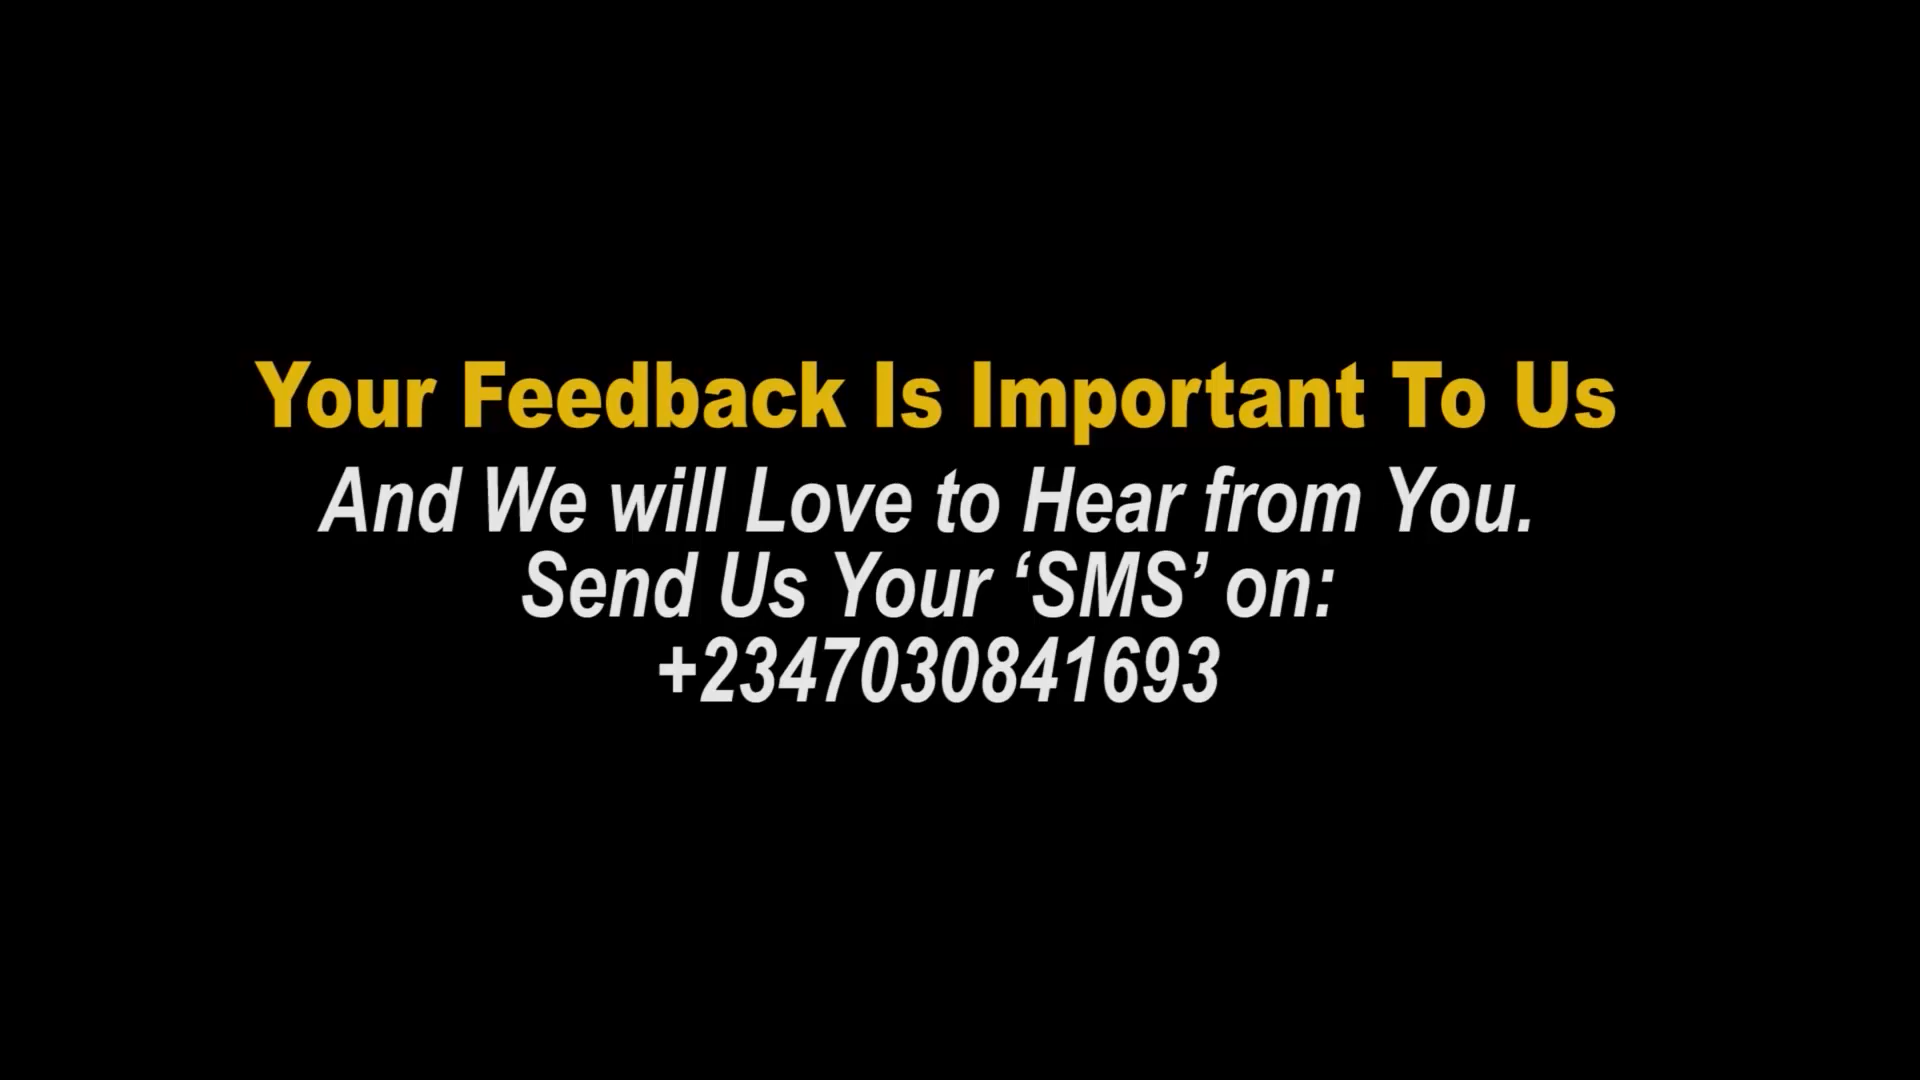 Your Feedback Is Important To Us
And We will Love to Hear from You.
Send Us Your ‘SMS’ on:
+2347030841693